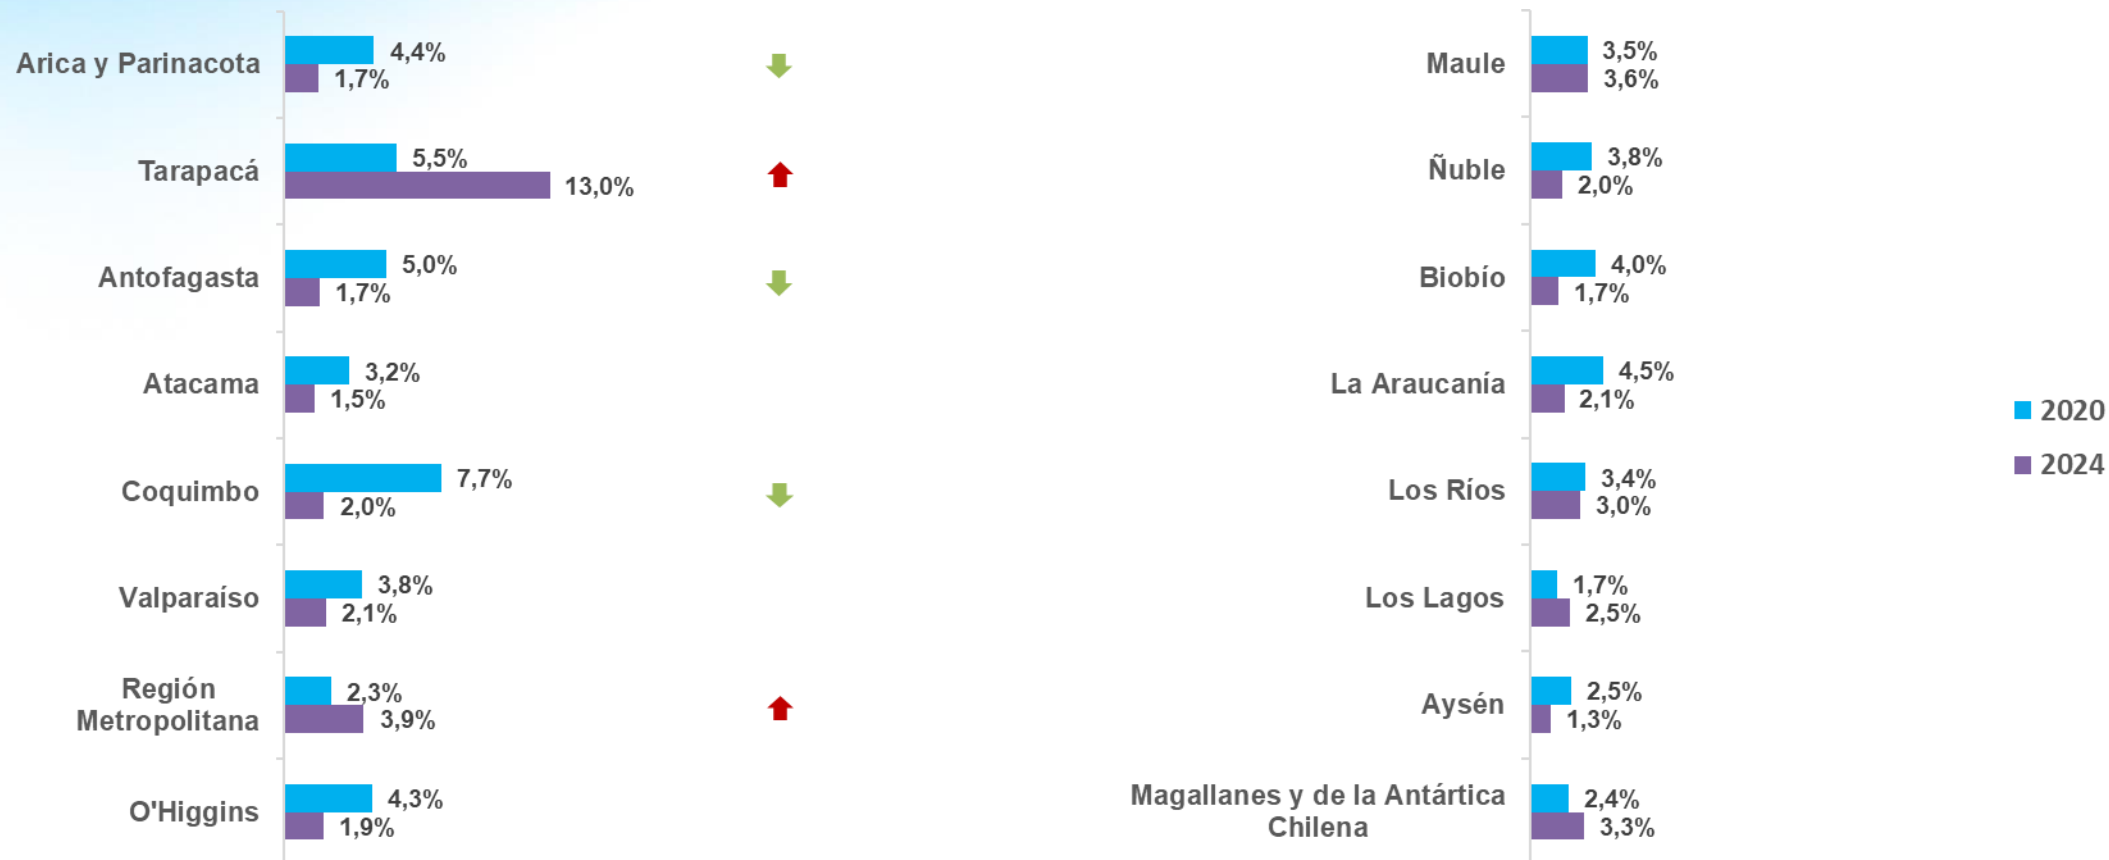 Arica y Parinacota
4,4%
1,7%
Tarapacá
5,5%
13,0%
Antofagasta
5,0%
1,7%
Atacama
3,2%
1,5%
Coquimbo
7,7%
2,0%
Valparaíso
3,8%
2,1%
Región
Metropolitana
2,3%
3,9%
O'Higgins
4,3%
1,9%
Maule
3,5%
3,6%
Ñuble
3,8%
2,0%
Biobío
4,0%
1,7%
La Araucanía
4,5%
2,1%
Los Ríos
3,4%
3,0%
Los Lagos
1,7%
2,5%
Aysén
2,5%
1,3%
Magallanes y de la Antártica
Chilena
2,4%
3,3%
2020
2024